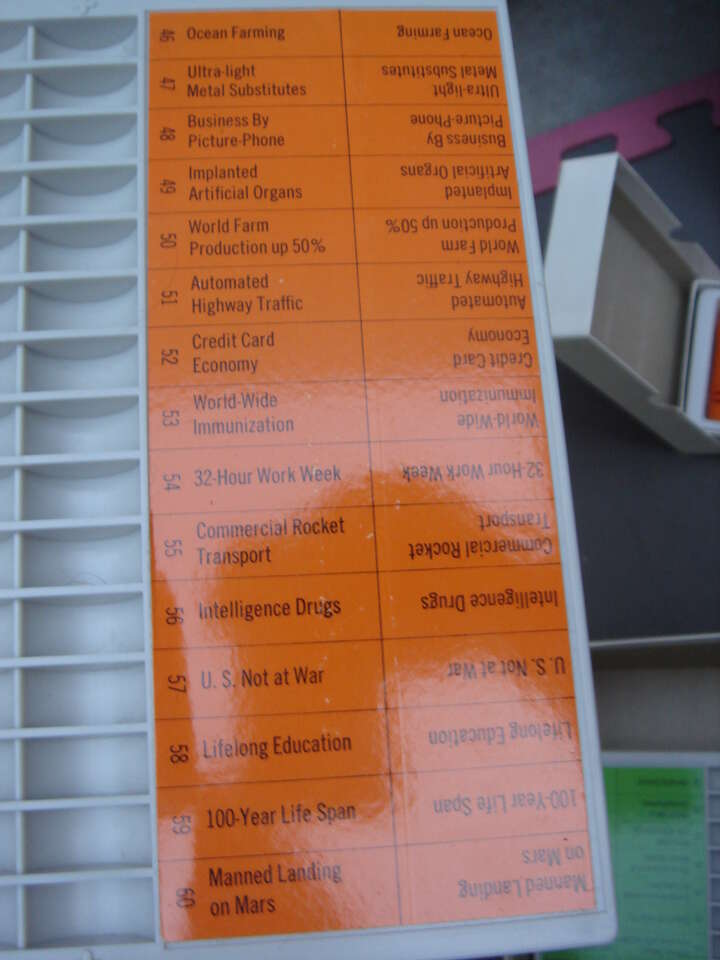 46 Ocean Farming Ocean Farming
47 Ultra-light
Metal Substitutes
Ultra-light
Metal Substitutes
48 Business By
Picture-Phone
Business By
Picture-Phone
49 Implanted
Artificial Organs
Implanted
Artificial Organs
50 World Farm
Production up 50%
World Farm
Production up 50%
51 Automated
Highway Traffic
Automated
Highway Traffic
52 Credit Card
Economy
Credit Card
Economy
53 World-Wide
Immunization
World-Wide
Immunization
54 32-Hour Work Week 32-Hour Work Week
55 Commercial Rocket
Transport
Commercial Rocket
Transport
56 Intelligence Drugs Intelligence Drugs
57 U. S. Not at War U. S. Not at War
58 Lifelong Education Lifelong Education
59 100-Year Life Span 100-Year Life Span
60 Manned Landing
on Mars
Manned Landing
on Mars